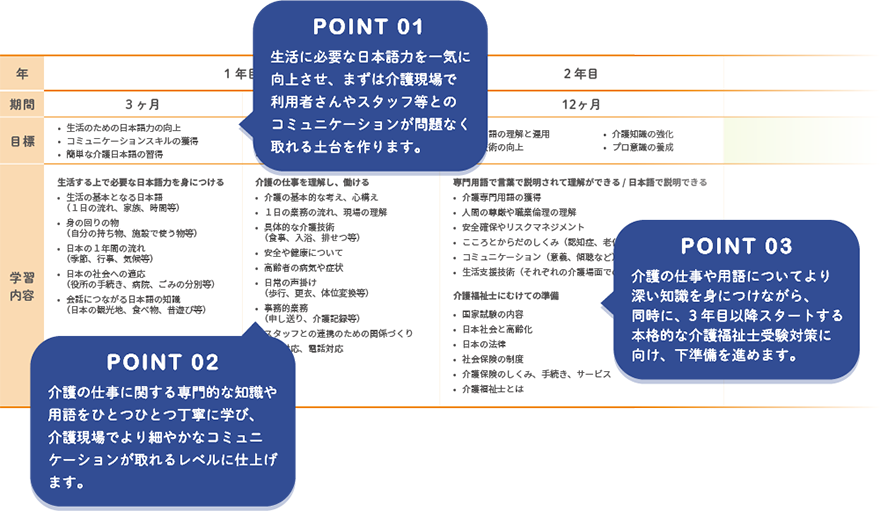 POINT 01
生活に必要な日本語力を一気に
向上させ、まずは介護現場で
利用者さんやスタッフ等との
コミュニケーションが問題なく
取れる土台を作ります。
年
1年
2年目
期間
3ヶ月
12ヶ月
目標
• 生活のための日本語力の向上
• コミュニケーションスキルの獲得
• 簡単な介護日本語の習得
語の理解と運用
術の向上
• 介護知識の強化
• プロ意識の養成
学習
内容
生活する上で必要な日本語力を身につける
• 生活の基本となる日本語
(1日の流れ、家族、時間等)
• 身の回りの物
(自分の持ち物、施設で使う物等)
• 日本の1年間の流れ
(季節、行事、気候等)
• 日本の社会への適応
(役所の手続き、病院、ごみの分別等)
• 会話につながる日本語の知識
(日本の観光地、食べ物、昔遊び等)
介護の仕事を理解し、働ける
• 介護の基本的な考え、心構え
• 1日の業務の流れ、現場の理解
• 具体的な介護技術
(食事、入浴、排せつ等)
• 安全や健康について
• 高齢者の病気や症状
• 日常の声掛け
(歩行、更衣、体位変換等)
• 事務的業務
(申し送り、介護記録等)
スタッフとの連携のための関係づくり
応、電話対応
専門用語で言葉で説明されて理解ができる / 日本語で説明できる
• 介護専門用語の獲得
• 人間の尊厳や職業倫理の理解
• 安全確保やリスクマネジメント
• こころとからだのしくみ（認知症、老
• コミュニケーション（意義、傾聴など
• 生活支援技術（それぞれの介護場面での
介護福祉士にむけての準備
• 国家試験の内容
• 日本社会と高齢化
• 日本の法律
• 社会保険の制度
• 介護保険のしくみ、手続き、サービス
• 介護福祉士とは
POINT 02
介護の仕事に関する専門的な知識や
用語をひとつひとつ丁寧に学び、
介護現場でより細やかなコミュニ
ケーションが取れるレベルに仕上げ
ます。
POINT 03
介護の仕事や用語についてより
深い知識を身につけながら、
同時に、3年目以降スタートする
本格的な介護福祉士受験対策に
向け、下準備を進めます。